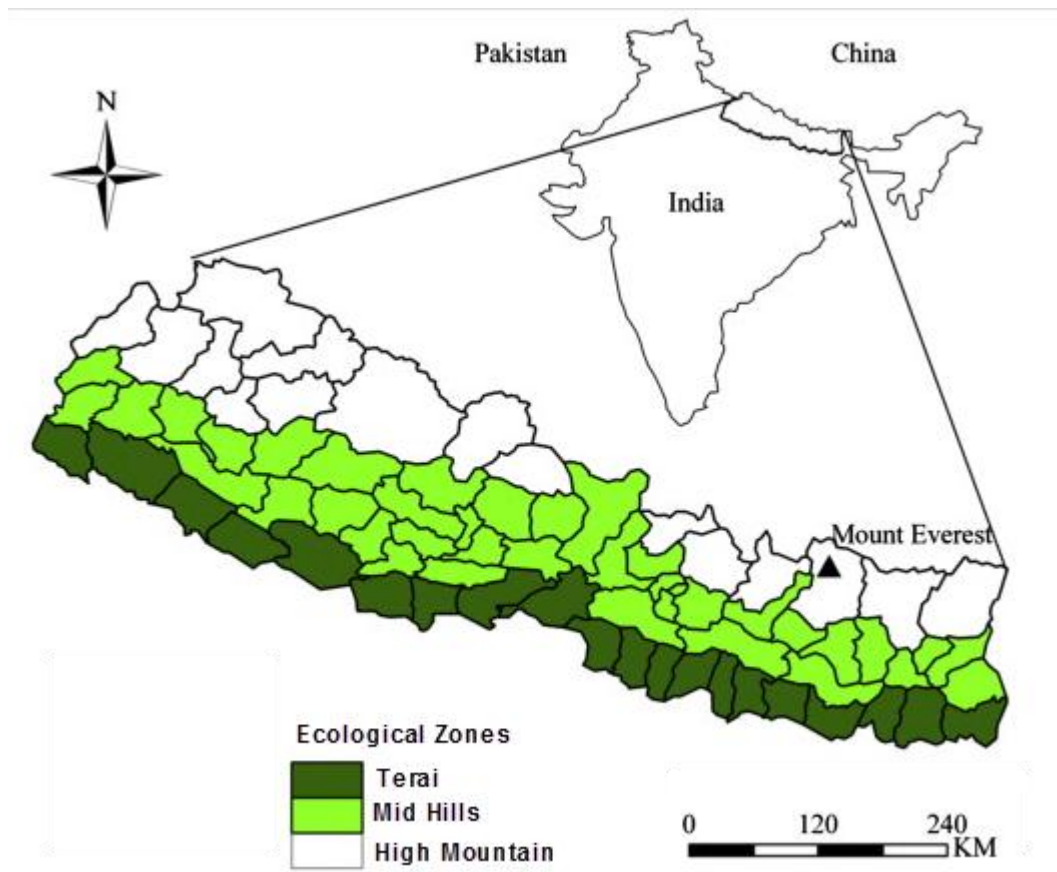 Pakistan
China
N
India
Mount Everest
Ecological Zones
Terai
Mid Hills
High Mountain
0 120 240
KM